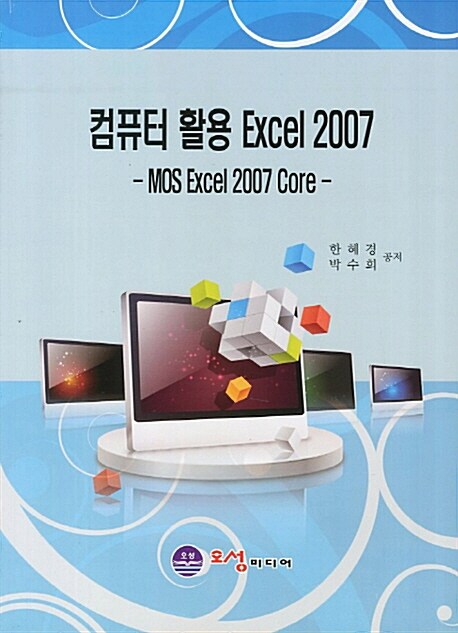 컴퓨터 활용 Excel 2007
- MOS Excel 2007 Core -
한 혜 경
박 수 희 공저
오성
오성미디어